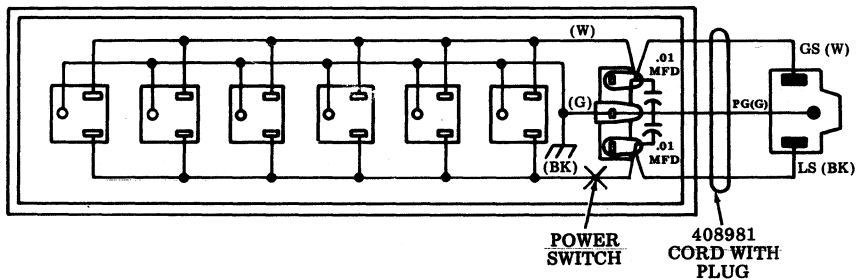 (W)
.01
MFD
GS (W)
(G)
PG(G)
.01
MFD
(BK)
LS (BK)
POWER
SWITCH
408981
CORD WITH
PLUG